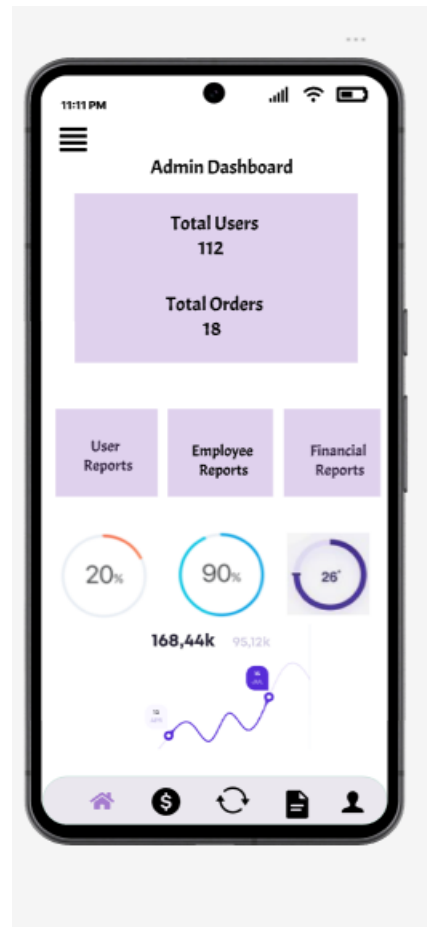 11:11 PM
Admin Dashboard
Total Users
112
Total Orders
18
User
Reports
Employee
Reports
Financial
Reports
20%
90%
26°
168,44k 95,12k